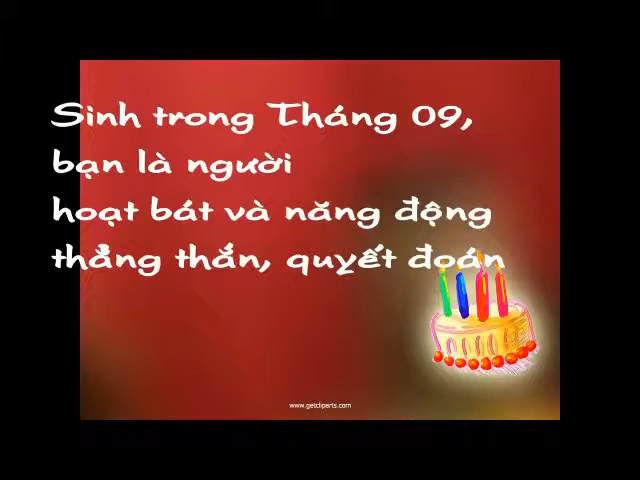 Sinh trong Tháng 09,
bạn là người
hoạt bát và năng động
thẳng thắn, quyết đoán
www.getcliparts.com